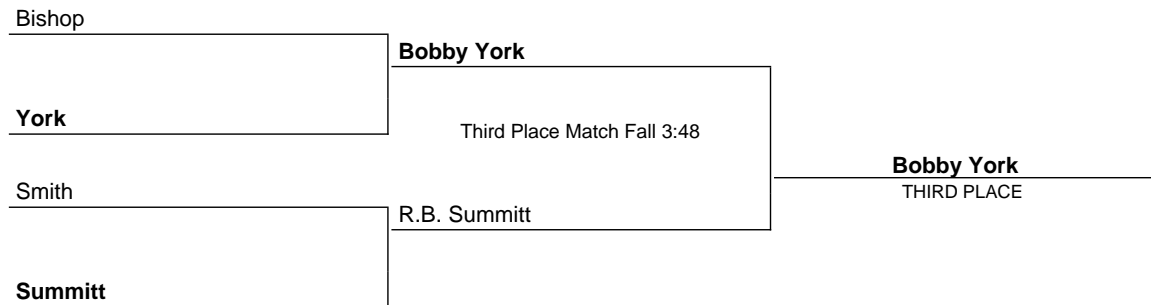 Bishop
Bobby York
York
Third Place Match Fall 3:48
Bobby York
Smith
THIRD PLACE
R.B. Summitt
Summitt